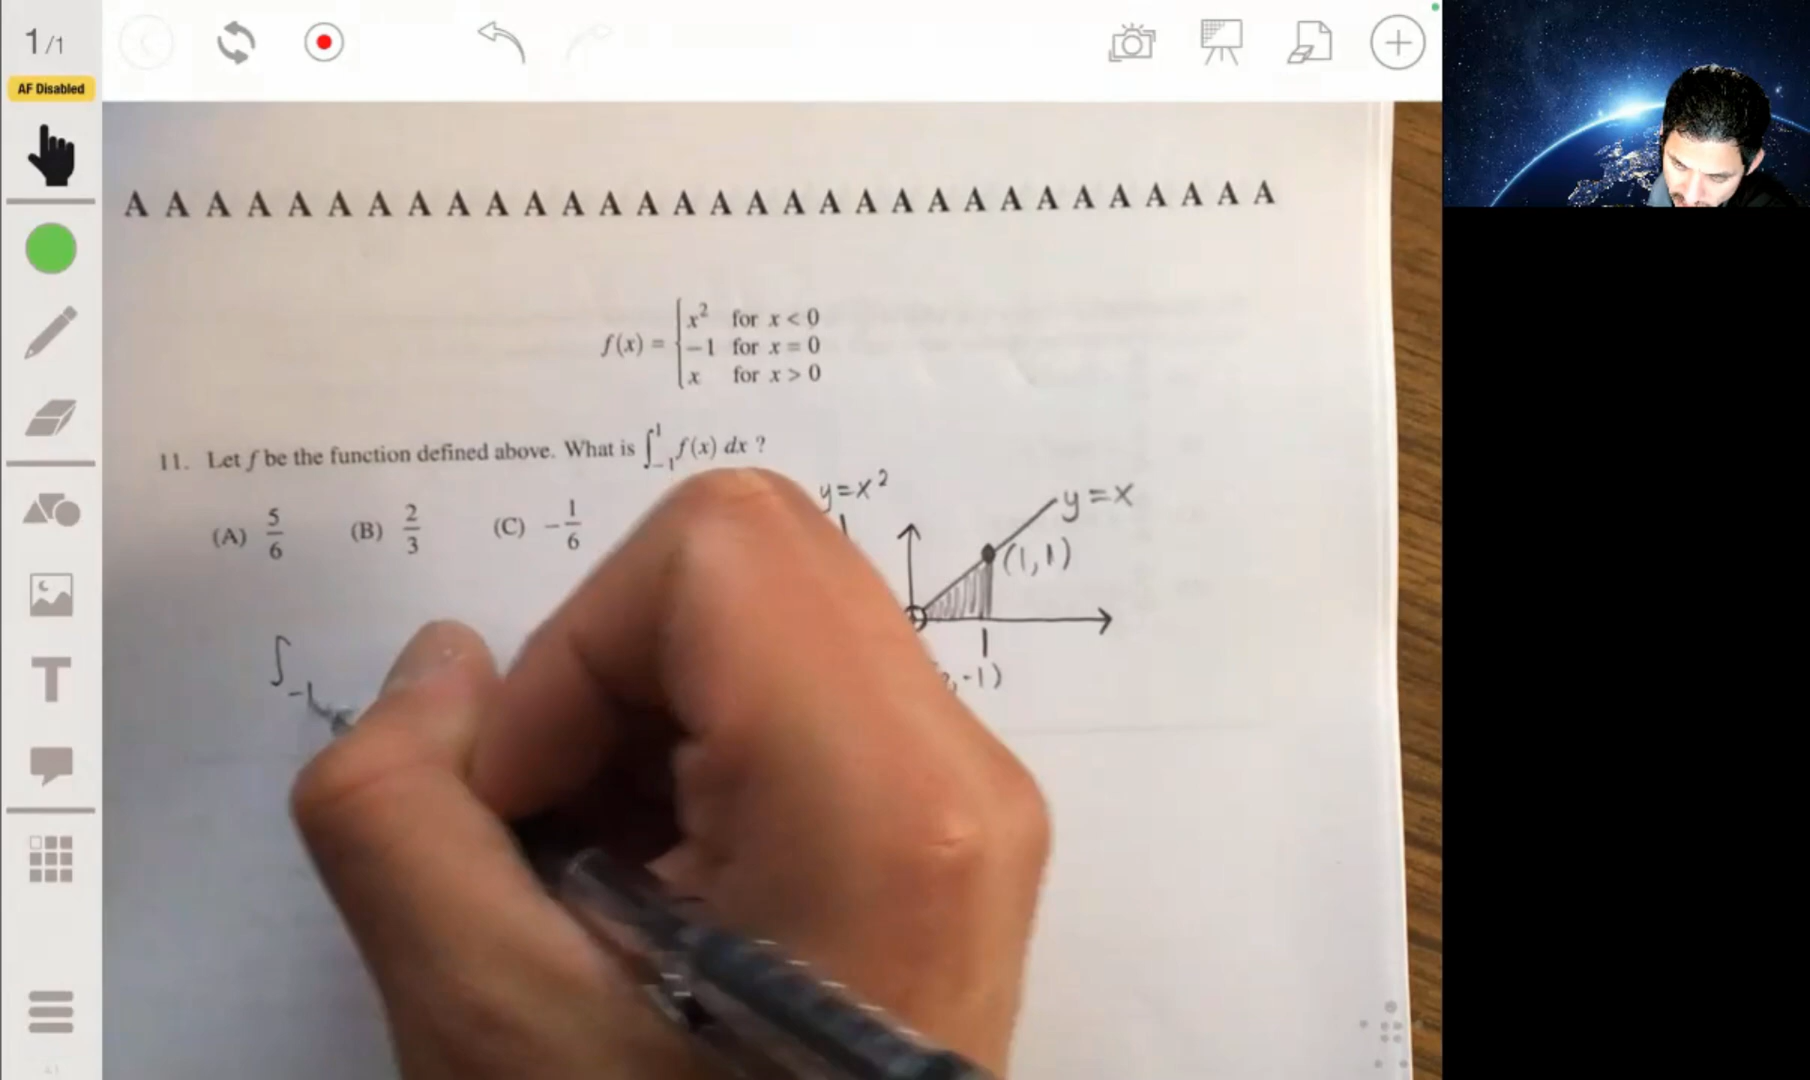 1/1
AF Disabled
A A A A A A A A A A A A A A A A A A A A A A A A A A A A A A
f(x) = { x² for x < 0
-1 for x = 0
x for x > 0
11. Let f be the function defined above. What is ∫₋₁¹ f(x) dx ?
(A) 5/6 (B) 2/3 (C) -1/6
y=x²
y=x
(1,1)
1
,-1)
∫₋₁
T